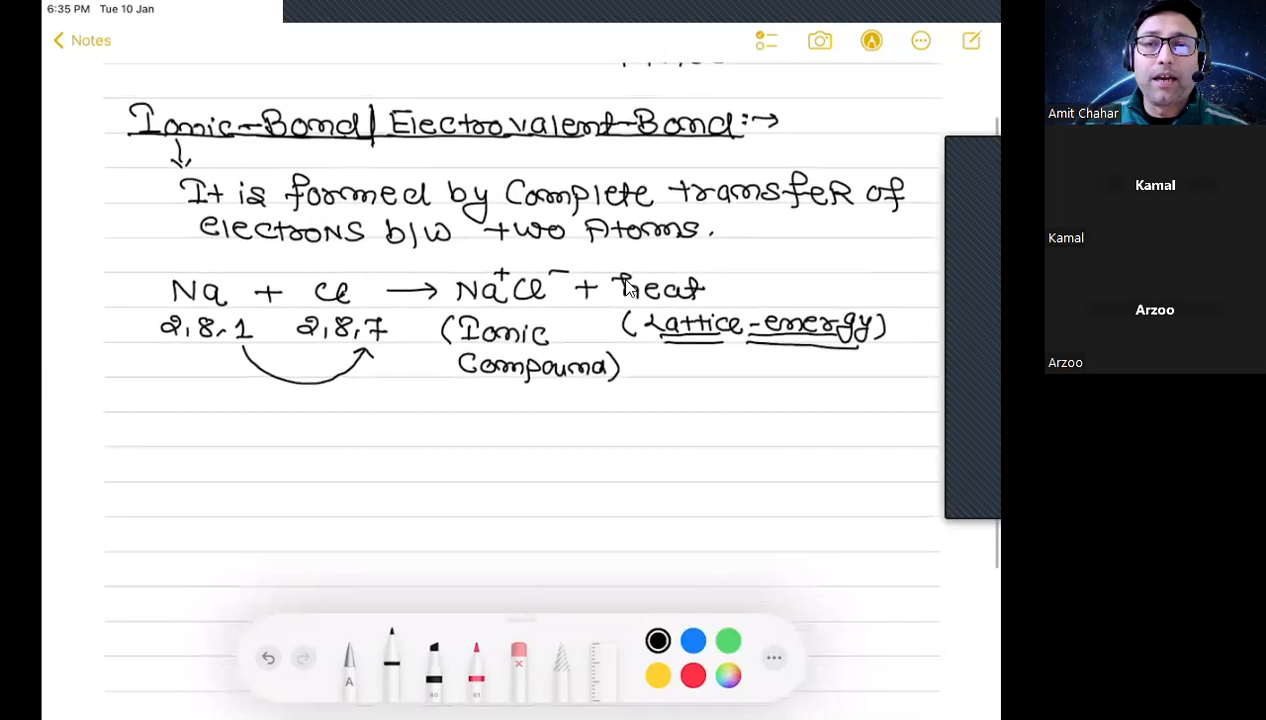 6:35 PM Tue 10 Jan
Notes
Ionic-Bond| Electrovalent-Bond:→
It is formed by Complete transfer of
electrons b/w two Atoms.
Na + Cl → Na⁺Cl⁻ + heat
2,8,1 2,8,7 (Ionic (Lattice-energy)
Compound)
A
80
81
Amit Chahar
Kamal
Kamal
Arzoo
Arzoo